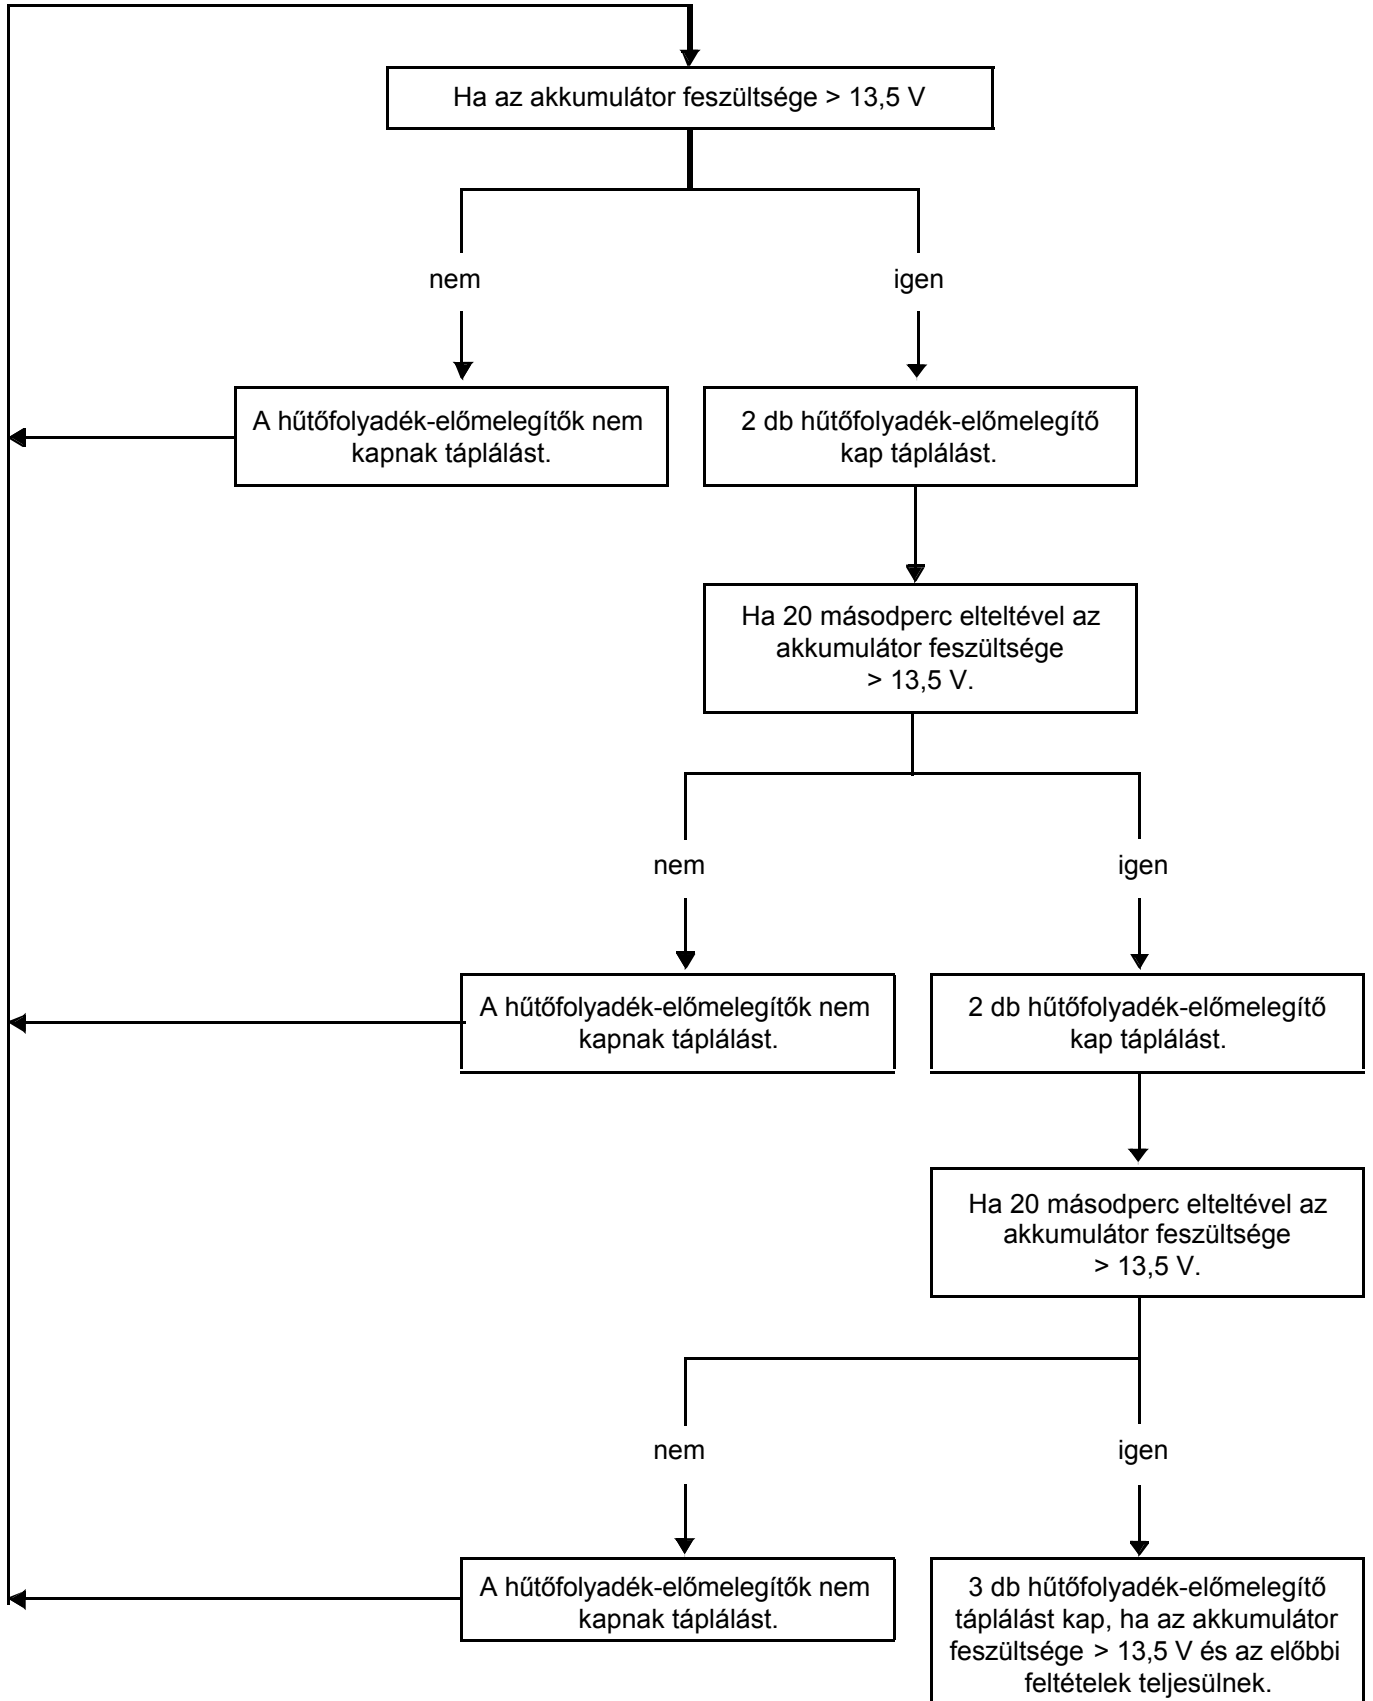 Ha az akkumulátor feszültsége > 13,5 V
nem
igen
A hűtőfolyadék-előmelegítők nem
kapnak táplálást.
2 db hűtőfolyadék-előmelegítő
kap táplálást.
Ha 20 másodperc elteltével az
akkumulátor feszültsége
> 13,5 V.
nem
igen
A hűtőfolyadék-előmelegítők nem
kapnak táplálást.
2 db hűtőfolyadék-előmelegítő
kap táplálást.
Ha 20 másodperc elteltével az
akkumulátor feszültsége
> 13,5 V.
nem
igen
A hűtőfolyadék-előmelegítők nem
kapnak táplálást.
3 db hűtőfolyadék-előmelegítő
táplálást kap, ha az akkumulátor
feszültsége > 13,5 V és az előbbi
feltételek teljesülnek.